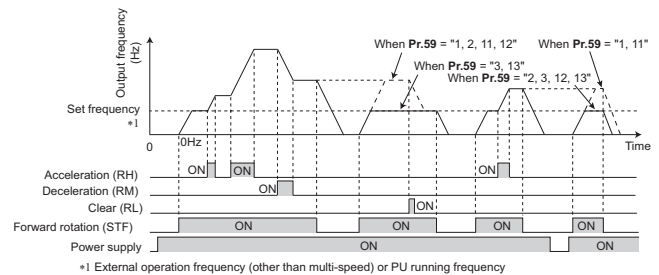 Output frequency
(Hz)
When Pr.59 = "1, 2, 11, 12"
When Pr.59 = "1, 11"
When Pr.59 = "3, 13"
When Pr.59 = "2, 3, 12, 13"
Set frequency
*1
0
0Hz
Time
Acceleration (RH)
ON
ON
ON
Deceleration (RM)
ON
Clear (RL)
ON
Forward rotation (STF)
ON
ON
ON
ON
Power supply
ON
ON
*1 External operation frequency (other than multi-speed) or PU running frequency